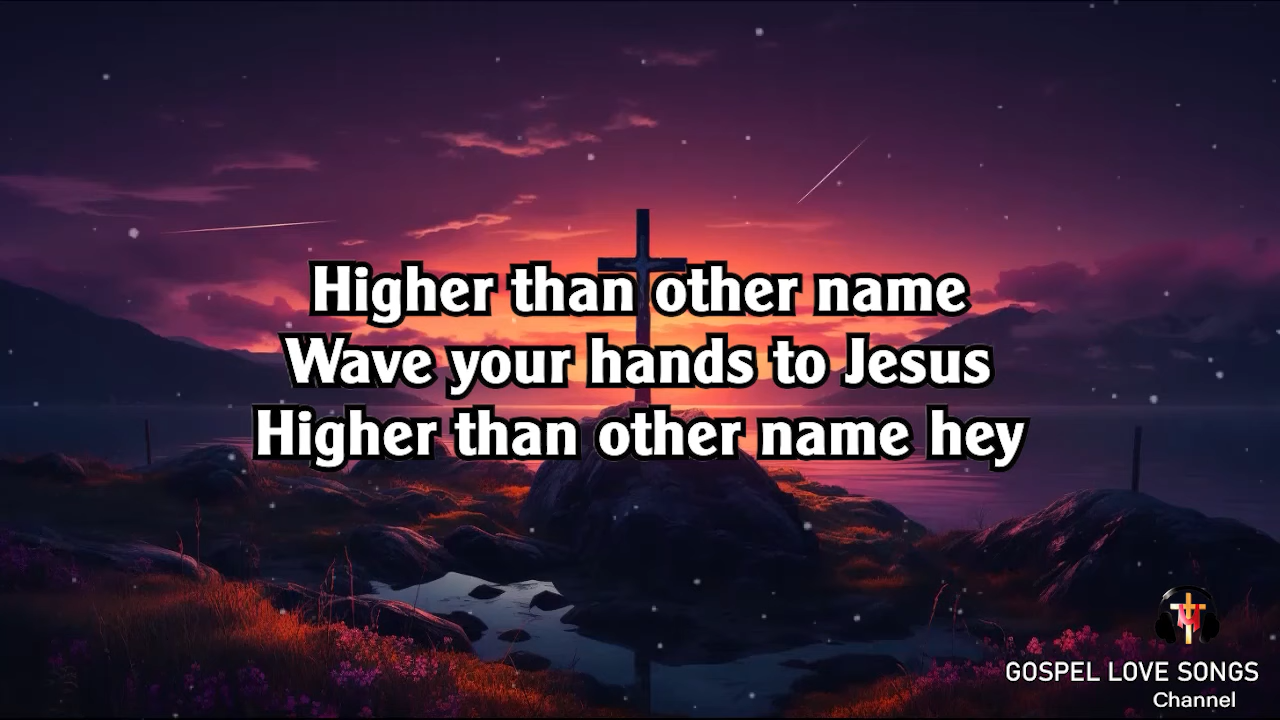 Higher than other name
Wave your hands to Jesus
Higher than other name hey
GOSPEL LOVE SONGS
Channel